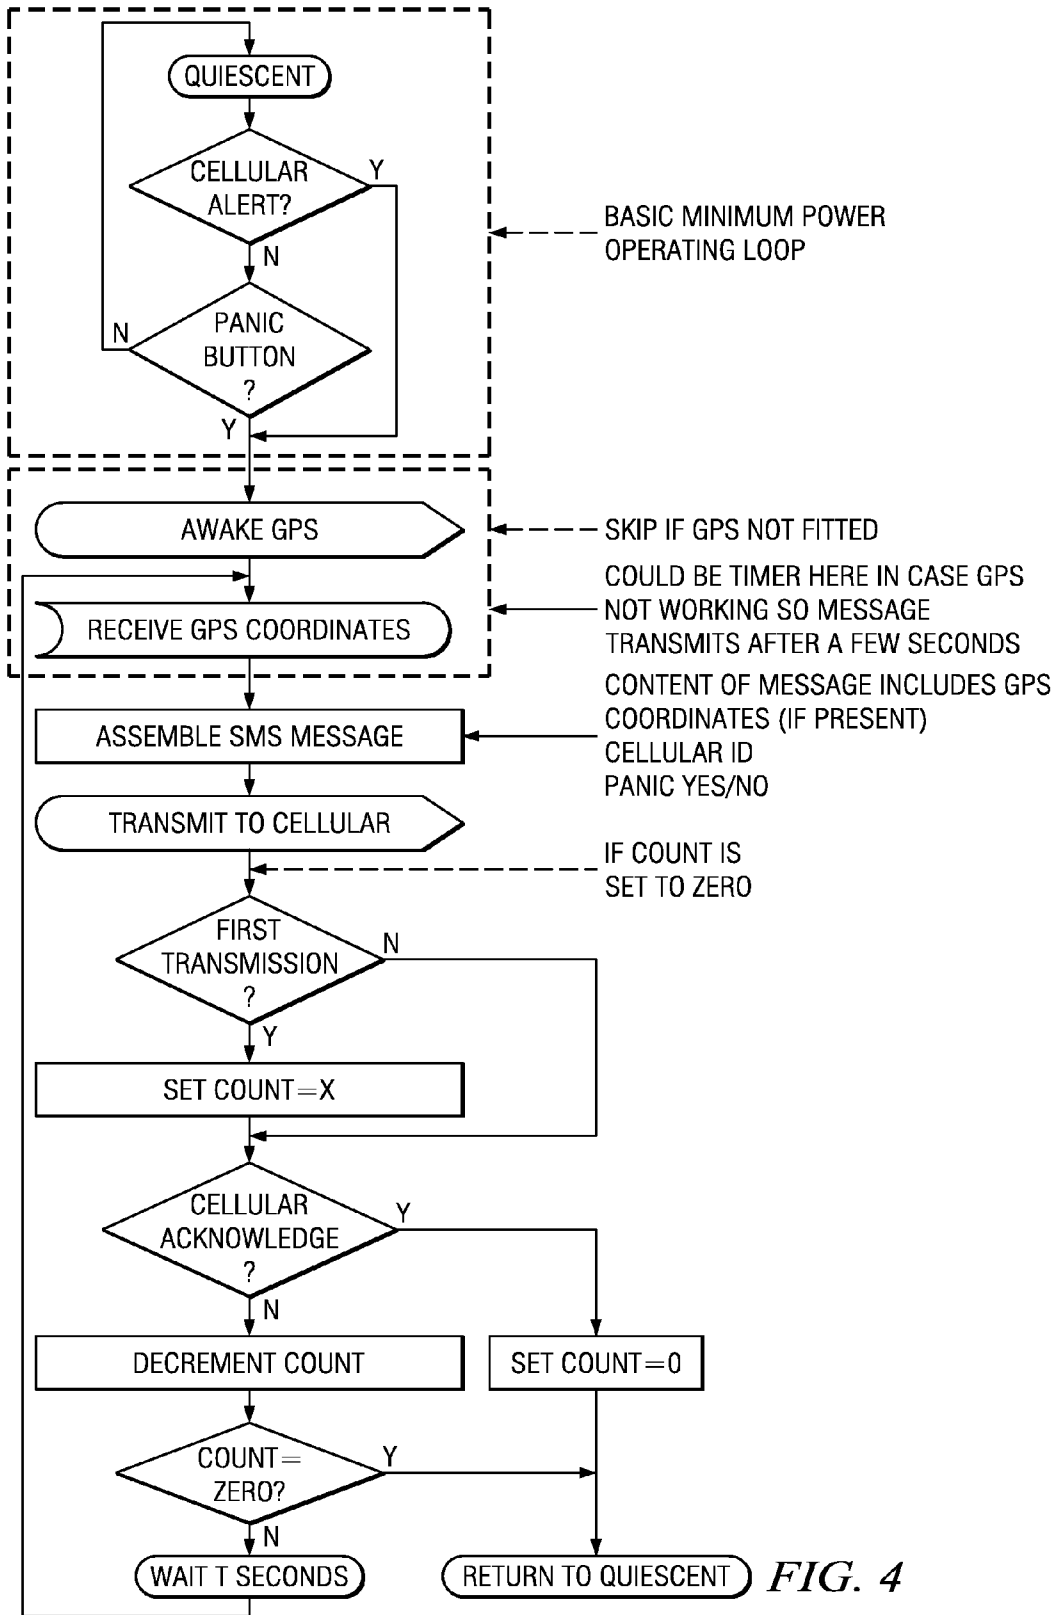 QUIESCENT
CELLULAR
ALERT?
Y
N
BASIC MINIMUM POWER
OPERATING LOOP
PANIC
BUTTON
?
N
Y
AWAKE GPS
SKIP IF GPS NOT FITTED
COULD BE TIMER HERE IN CASE GPS
NOT WORKING SO MESSAGE
TRANSMITS AFTER A FEW SECONDS
RECEIVE GPS COORDINATES
CONTENT OF MESSAGE INCLUDES GPS
COORDINATES (IF PRESENT)
CELLULAR ID
PANIC YES/NO
ASSEMBLE SMS MESSAGE
TRANSMIT TO CELLULAR
IF COUNT IS
SET TO ZERO
FIRST
TRANSMISSION
?
N
Y
SET COUNT=X
CELLULAR
ACKNOWLEDGE
?
Y
N
DECREMENT COUNT
SET COUNT=0
COUNT=
ZERO?
Y
N
WAIT T SECONDS
RETURN TO QUIESCENT
FIG. 4